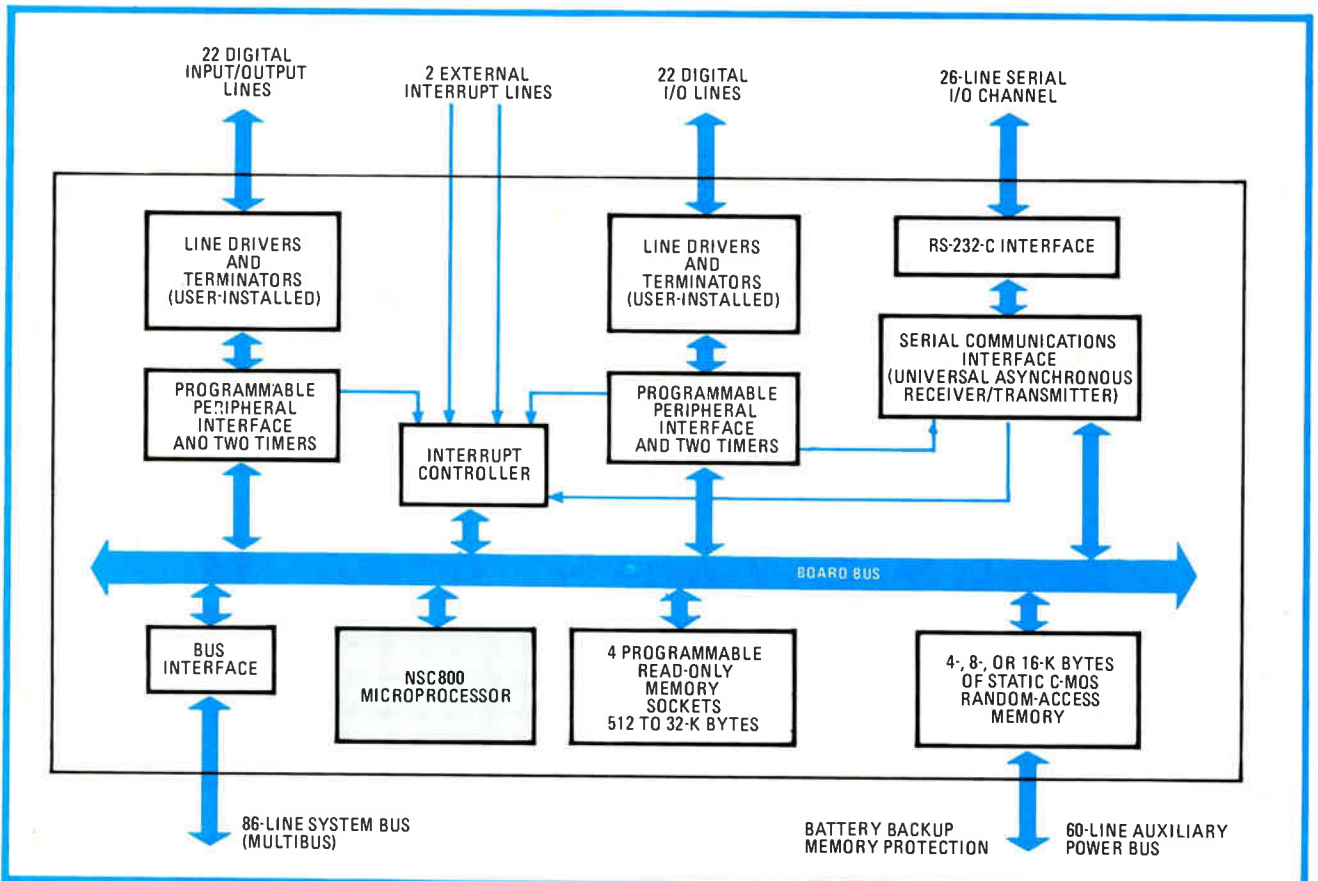 22 DIGITAL
INPUT/OUTPUT
LINES
2 EXTERNAL
INTERRUPT LINES
22 DIGITAL
I/O LINES
26-LINE SERIAL
I/O CHANNEL
LINE DRIVERS
AND
TERMINATORS
(USER-INSTALLED)
LINE DRIVERS
AND
TERMINATORS
(USER-INSTALLED)
RS-232-C INTERFACE
SERIAL COMMUNICATIONS
INTERFACE
(UNIVERSAL ASYNCHRONOUS
RECEIVER/TRANSMITTER)
PROGRAMMABLE
PERIPHERAL
INTERFACE
AND TWO TIMERS
INTERRUPT
CONTROLLER
PROGRAMMABLE
PERIPHERAL
INTERFACE
AND TWO TIMERS
BOARD BUS
BUS
INTERFACE
NSC800
MICROPROCESSOR
4 PROGRAMMABLE
READ-ONLY
MEMORY
SOCKETS
512 TO 32-K BYTES
4-, 8-, OR 16-K BYTES
OF STATIC C-MOS
RANDOM-ACCESS
MEMORY
86-LINE SYSTEM BUS
(MULTIBUS)
BATTERY BACKUP
MEMORY PROTECTION
60-LINE AUXILIARY
POWER BUS